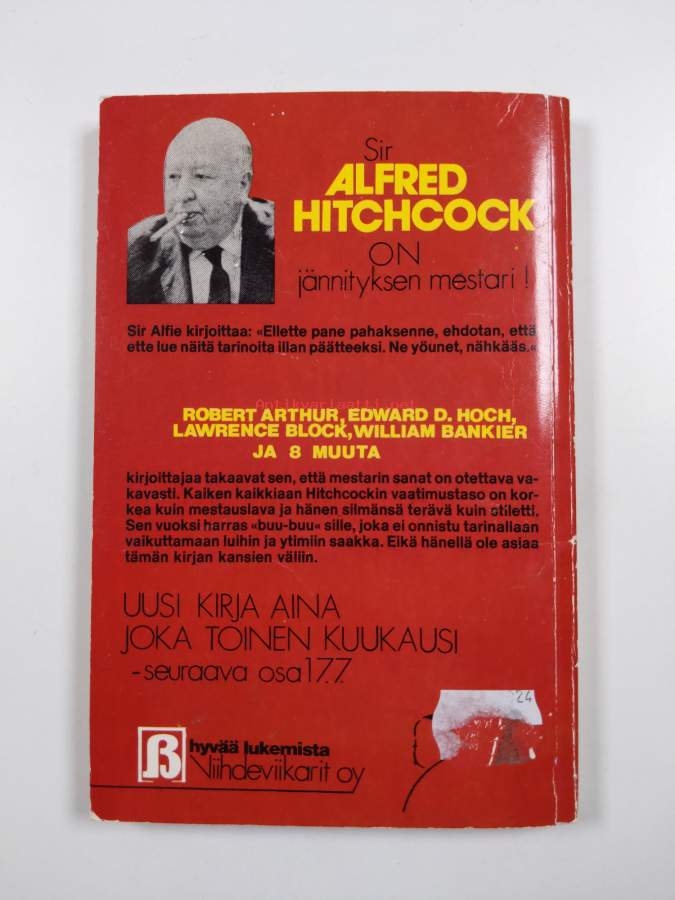 Sir
ALFRED
HITCHCOCK
ON
jännityksen mestari !
Sir Alfie kirjoittaa: «Ellette pane pahaksenne, ehdotan, että
ette lue näitä tarinoita illan päätteeksi. Ne yöunet, nähkääs.«
Antikvariaatti.net
ROBERT ARTHUR, EDWARD D. HOCH,
LAWRENCE BLOCK, WILLIAM BANKIER
JA 8 MUUTA
kirjoittajaa takaavat sen, että mestarin sanat on otettava va-
kavasti. Kaiken kaikkiaan Hitchcockin vaatimustaso on kor-
kea kuin mestauslava ja hänen silmänsä terävä kuin stiletti.
Sen vuoksi harras «buu-buu« sille, joka ei onnistu tarinallaan
vaikuttamaan luihin ja ytimiin saakka. Eikä hänellä ole asiaa
tämän kirjan kansien väliin.
UUSI KIRJA AINA
JOKA TOINEN KUUKAUSI
-seuraava osa 17.7.
24
ß hyvää lukemista
Viihdeviikarit oy